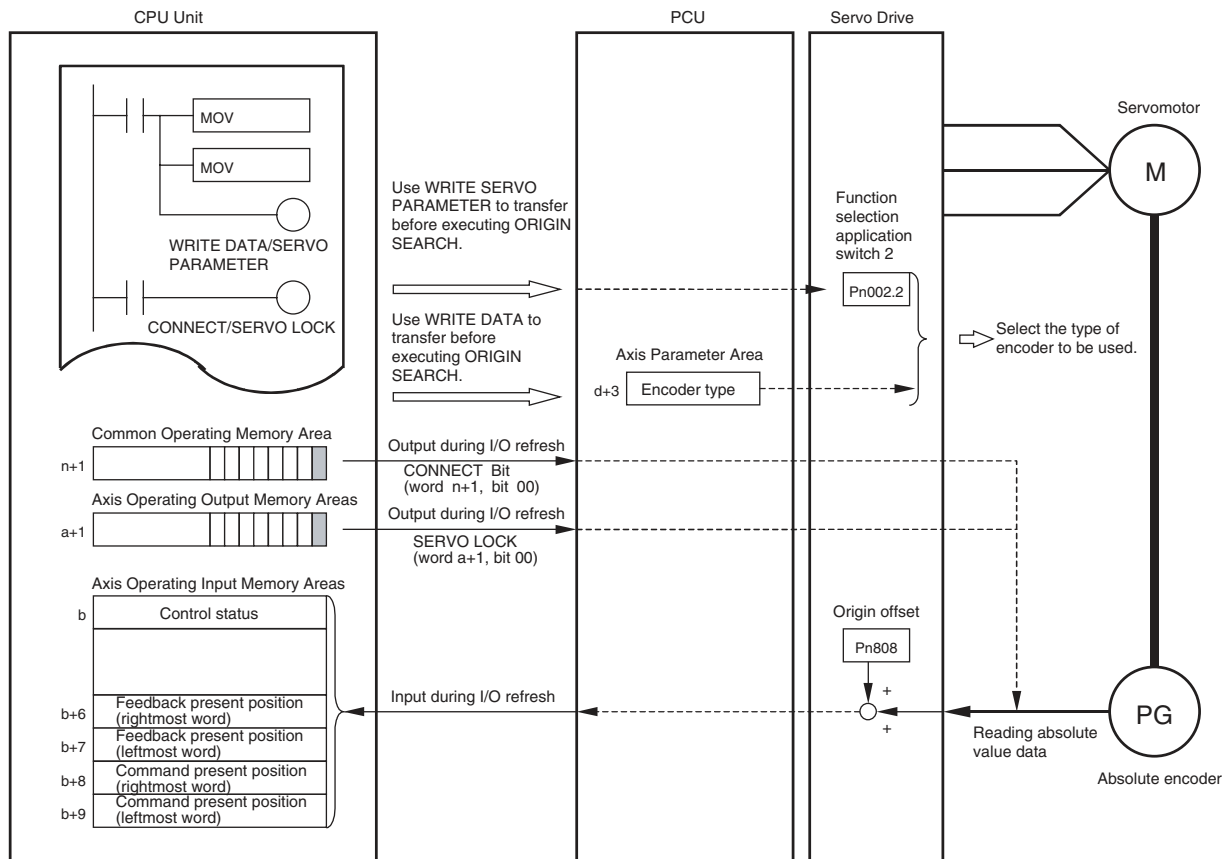 CPU Unit
PCU
Servo Drive
MOV
MOV
WRITE DATA/SERVO
PARAMETER
CONNECT/SERVO LOCK
Use WRITE SERVO
PARAMETER to transfer
before executing ORIGIN
SEARCH.
Use WRITE DATA to
transfer before
executing ORIGIN
SEARCH.
Axis Parameter Area
d+3
Encoder type
Function
selection
application
switch 2
Pn002.2
Select the type of
encoder to be used.
Servomotor
M
Common Operating Memory Area
n+1
Output during I/O refresh
CONNECT Bit
(word n+1, bit 00)
Axis Operating Output Memory Areas
a+1
Output during I/O refresh
SERVO LOCK
(word a+1, bit 00)
Axis Operating Input Memory Areas
b
Control status
b+6
Feedback present position
(rightmost word)
b+7
Feedback present position
(leftmost word)
b+8
Command present position
(rightmost word)
b+9
Command present position
(leftmost word)
Input during I/O refresh
Origin offset
Pn808
+
+
Reading absolute
value data
PG
Absolute encoder